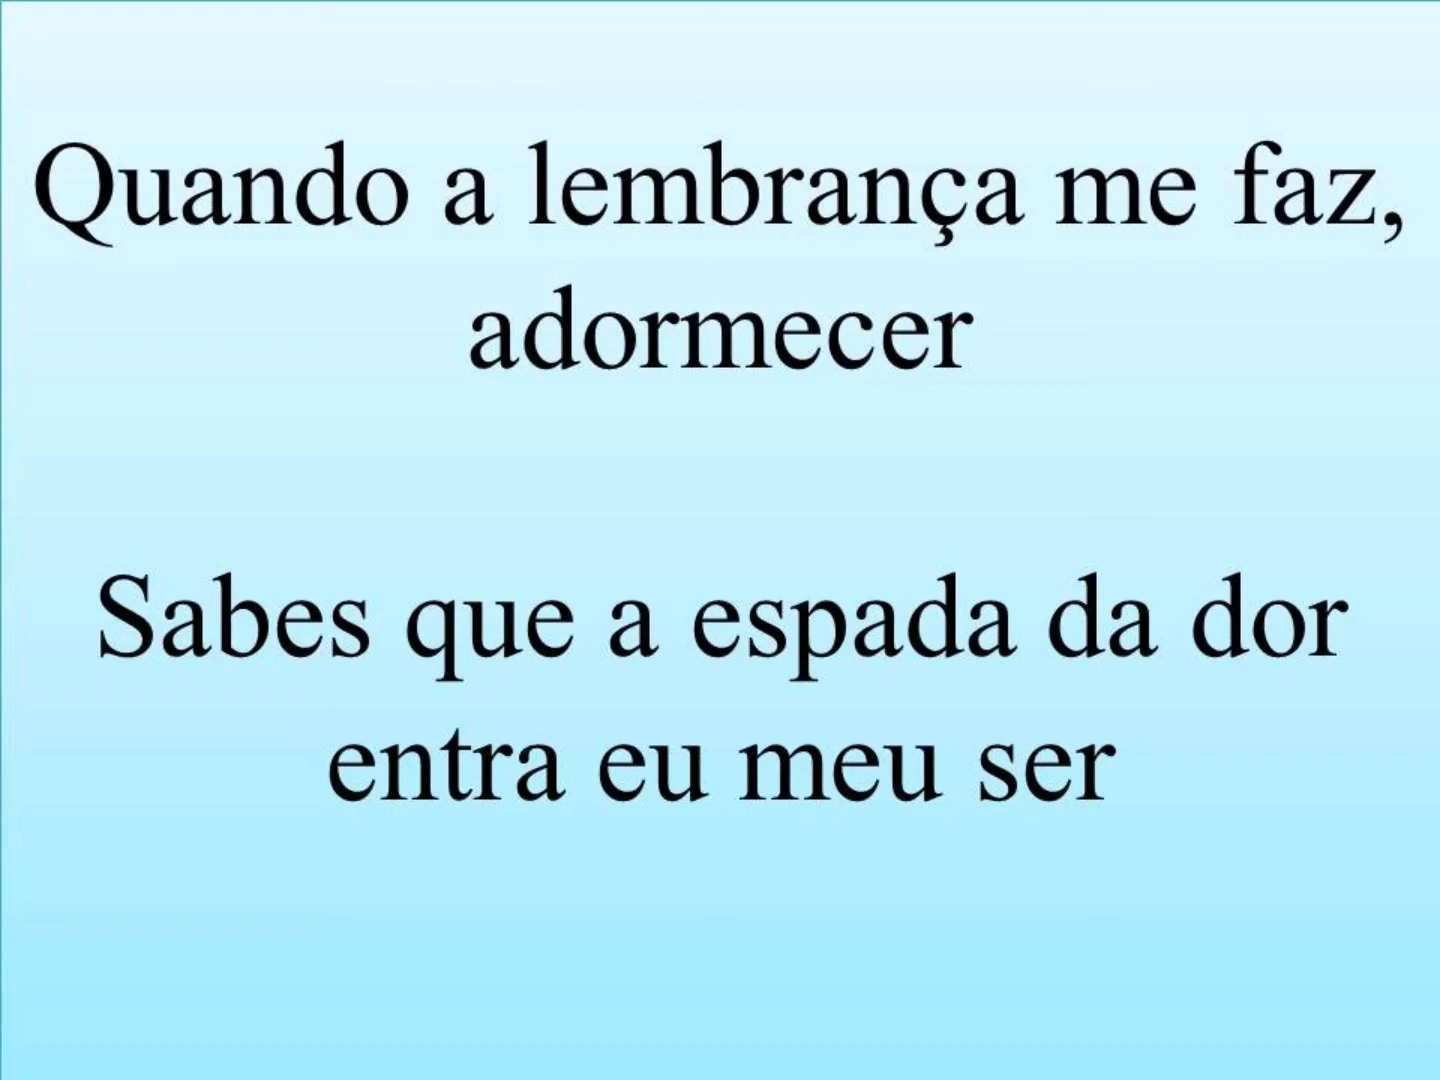 Quando a lembrança me faz,
adormecer
Sabes que a espada da dor
entra eu meu ser